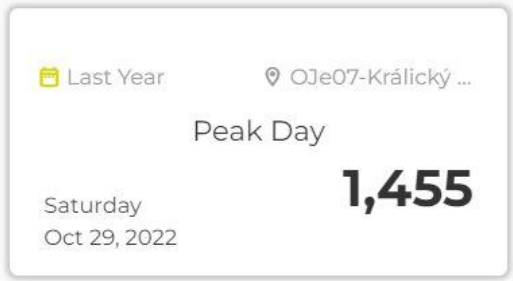 Last Year
OJe07-Králický ...
Peak Day
1,455
Saturday
Oct 29, 2022